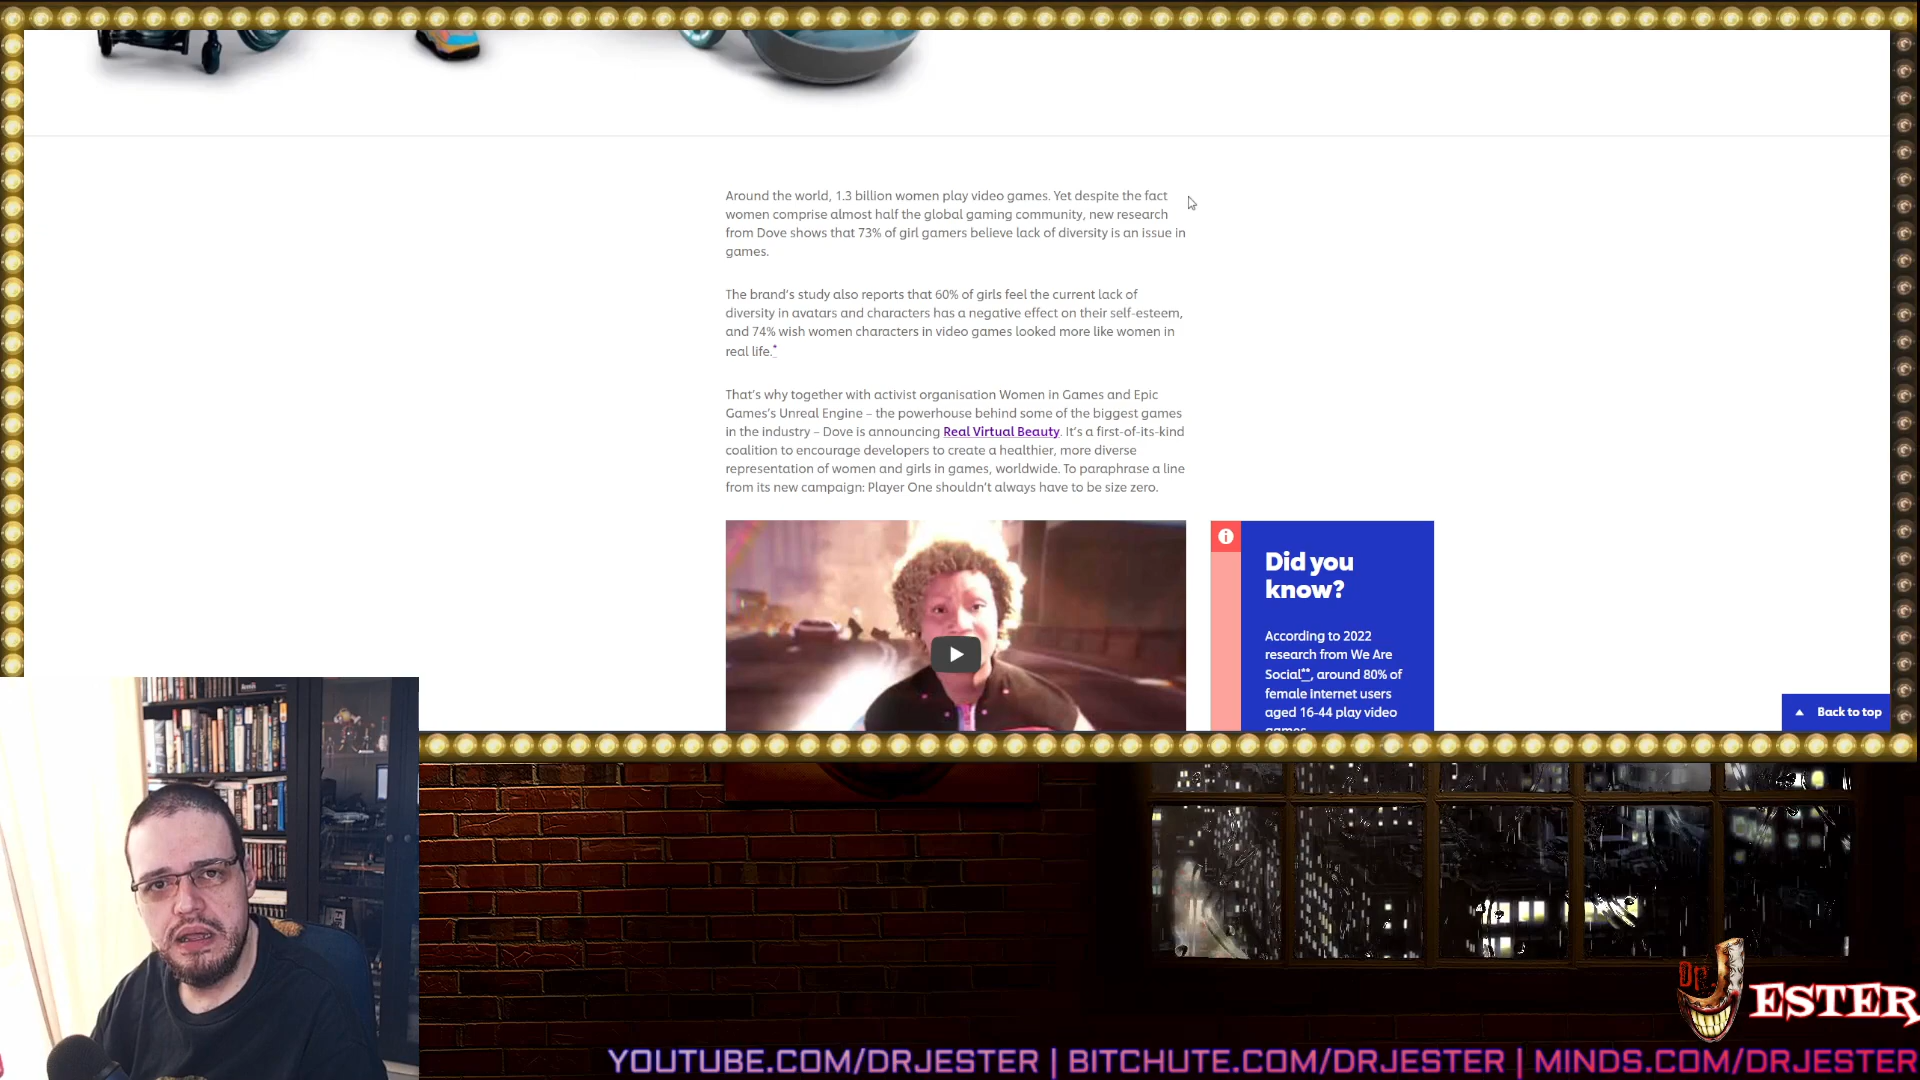 Around the world, 1.3 billion women play video games. Yet despite the fact
women comprise almost half the global gaming community, new research
from Dove shows that 73% of girl gamers believe lack of diversity is an issue in
games.
The brand's study also reports that 60% of girls feel the current lack of
diversity in avatars and characters has a negative effect on their self-esteem,
and 74% wish women characters in video games looked more like women in
real life.*
That's why together with activist organisation Women in Games and Epic
Games's Unreal Engine – the powerhouse behind some of the biggest games
in the industry – Dove is announcing Real Virtual Beauty. It's a first-of-its-kind
coalition to encourage developers to create a healthier, more diverse
representation of women and girls in games, worldwide. To paraphrase a line
from its new campaign: Player One shouldn't always have to be size zero.
Did you
know?
According to 2022
research from We Are
Social**, around 80% of
female internet users
aged 16-44 play video
games
Back to top
Dr. JESTER
YOUTUBE.COM/DRJESTER | BITCHUTE.COM/DRJESTER | MINDS.COM/DRJESTER